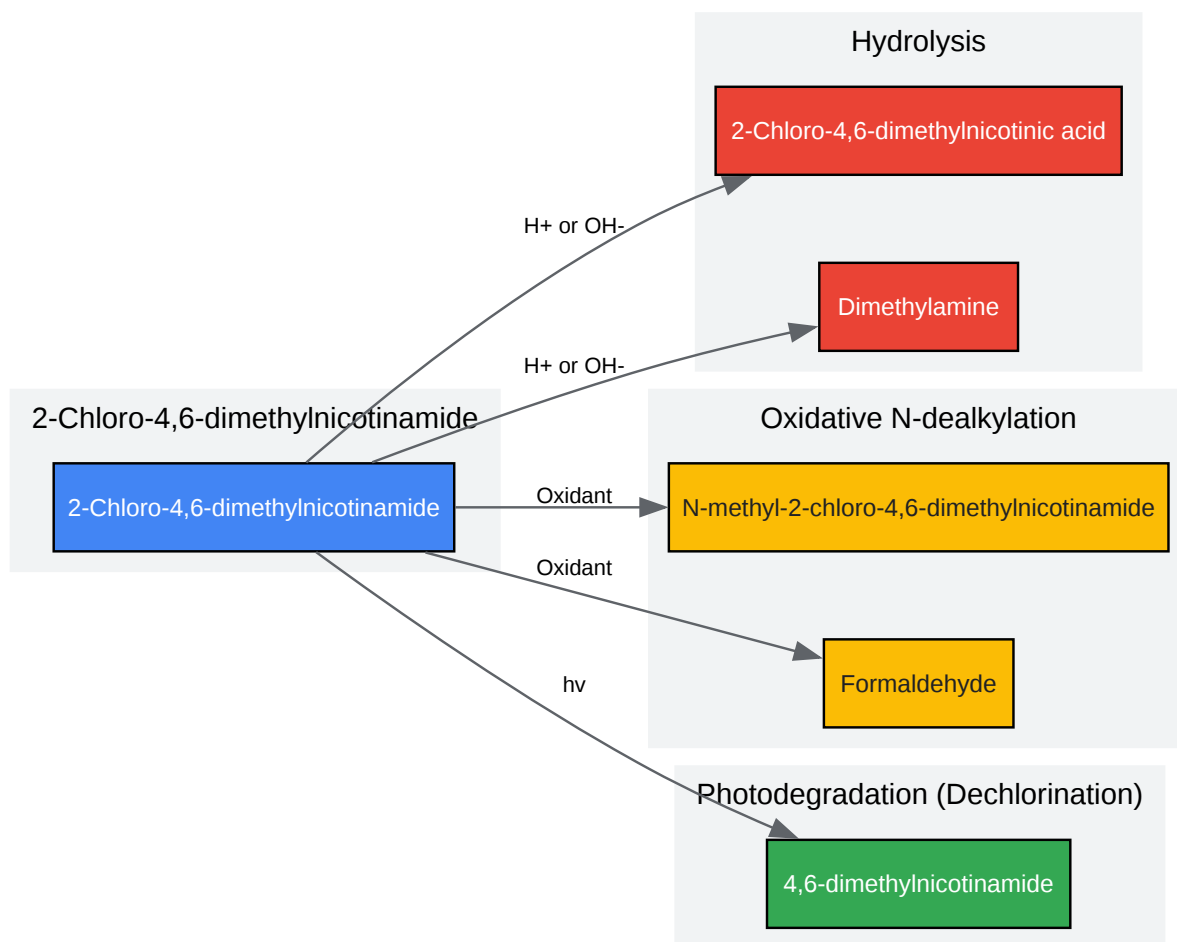 Hydrolysis
2-Chloro-4,6-dimethylnicotinic acid
H+ or OH-
Dimethylamine
H+ or OH-
2-Chloro-4,6-dimethylnicotinamide
2-Chloro-4,6-dimethylnicotinamide
Oxidative N-dealkylation
Oxidant
N-methyl-2-chloro-4,6-dimethylnicotinamide
Oxidant
Formaldehyde
hv
Photodegradation (Dechlorination)
4,6-dimethylnicotinamide